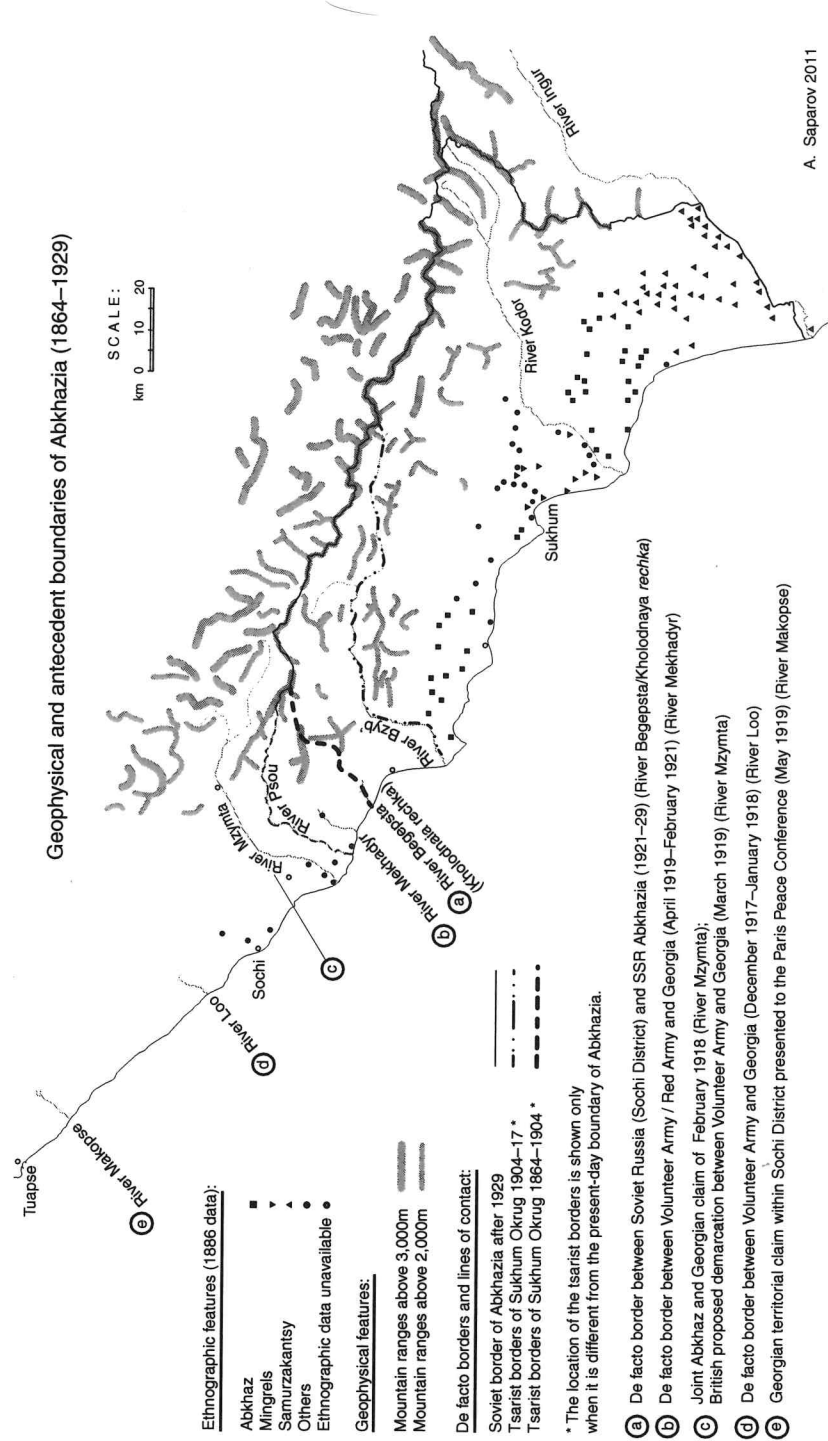 Geophysical and antecedent boundaries of Abkhazia (1864–1929)
SCALE:
km 0 10 20
Tuapse
e River Makopse
d River Loo
Sochi
c
River Mzymta
River Psou
b River Mekhadyr
a River Begepsta
(Kholodnaia rechka)
River Bzyb'
Sukhum
River Kodor
River Ingur
Ethnographic features (1886 data):
Abkhaz
Mingrels
Samurzakantsy
Others
Ethnographic data unavailable
Geophysical features:
Mountain ranges above 3,000m
Mountain ranges above 2,000m
De facto borders and lines of contact:
Soviet border of Abkhazia after 1929
Tsarist borders of Sukhum Okrug 1904–17 *
Tsarist borders of Sukhum Okrug 1864–1904 *
* The location of the tsarist borders is shown only
when it is different from the present-day boundary of Abkhazia.
a De facto border between Soviet Russia (Sochi District) and SSR Abkhazia (1921–29) (River Begepsta/Kholodnaya rechka)
b De facto border between Volunteer Army / Red Army and Georgia (April 1919–February 1921) (River Mekhadyr)
c Joint Abkhaz and Georgian claim of February 1918 (River Mzymta);
British proposed demarcation between Volunteer Army and Georgia (March 1919) (River Mzymta)
d De facto border between Volunteer Army and Georgia (December 1917–January 1918) (River Loo)
e Georgian territorial claim within Sochi District presented to the Paris Peace Conference (May 1919) (River Makopse)
A. Saparov 2011